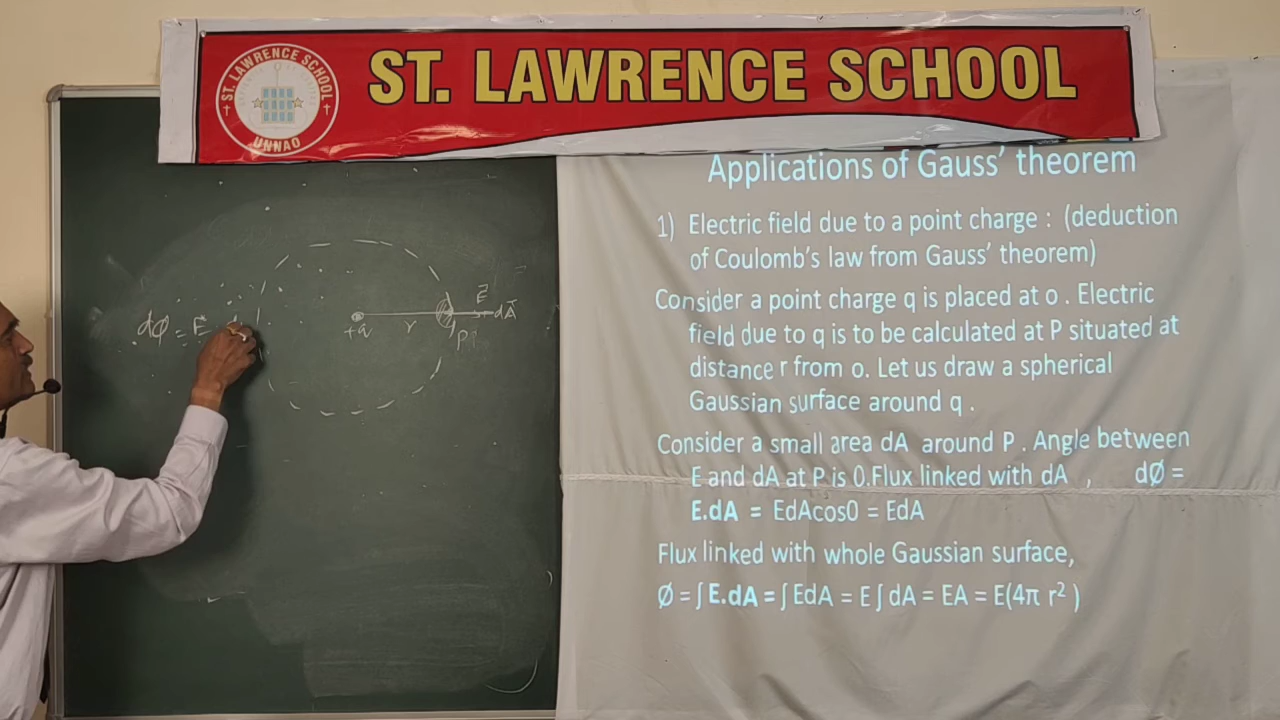 ST. LAWRENCE SCHOOL
UNNAO
ST. LAWRENCE SCHOOL
dφ = E⃗
+q
r
P
E⃗
dA⃗
Applications of Gauss’ theorem
1) Electric field due to a point charge : (deduction
of Coulomb’s law from Gauss’ theorem)
Consider a point charge q is placed at o . Electric
field due to q is to be calculated at P situated at
distance r from o. Let us draw a spherical
Gaussian surface around q .
Consider a small area dA around P . Angle between
E and dA at P is 0.Flux linked with dA , dØ =
E.dA = EdAcos0 = EdA
Flux linked with whole Gaussian surface,
Ø = ∫ E.dA = ∫ EdA = E ∫ dA = EA = E(4π r² )